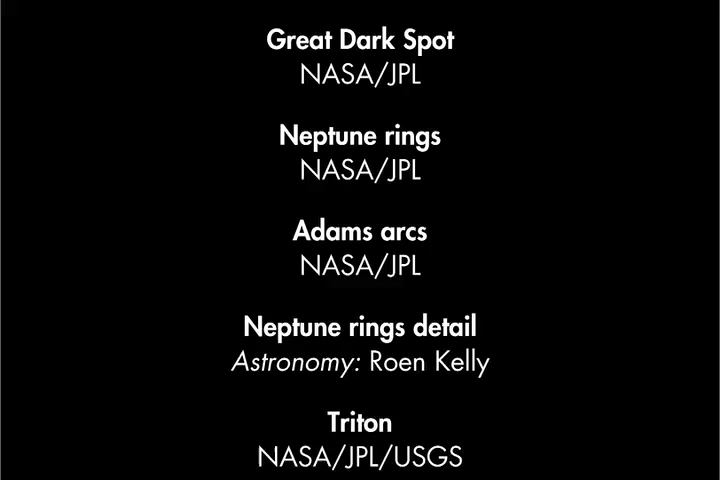 Great Dark Spot
NASA/JPL
Neptune rings
NASA/JPL
Adams arcs
NASA/JPL
Neptune rings detail
Astronomy: Roen Kelly
Triton
NASA/JPL/USGS